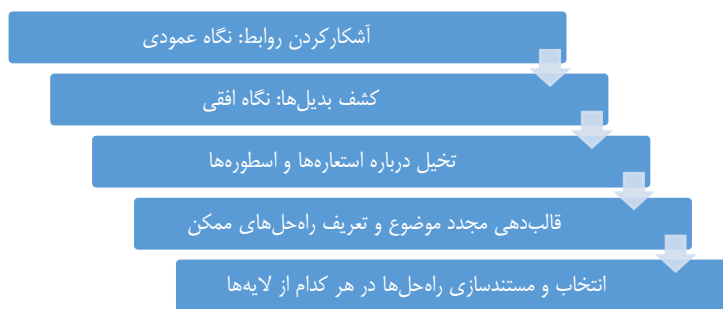 آشکارکردن روابط: نگاه عمودی
کشف بدیل‌ها: نگاه افقی
تخیل درباره استعاره‌ها و اسطوره‌ها
قالب‌دهی مجدد موضوع و تعریف راه‌حل‌های ممکن
انتخاب و مستندسازی راه‌حل‌ها در هر کدام از لایه‌ها